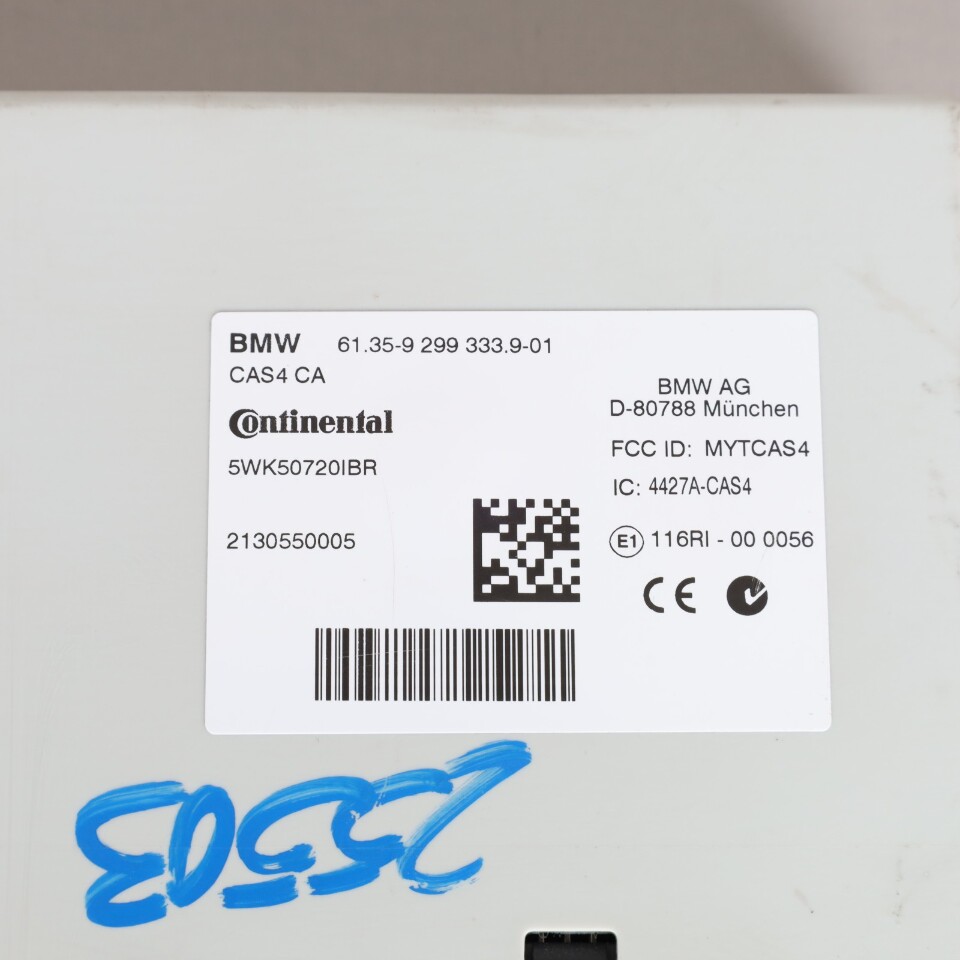 BMW 61.35-9 299 333.9-01
CAS4 CA
Continental
5WK50720IBR
2130550005
BMW AG
D-80788 München
FCC ID: MYTCAS4
IC: 4427A-CAS4
E1 116RI - 00 0056
CE
25503